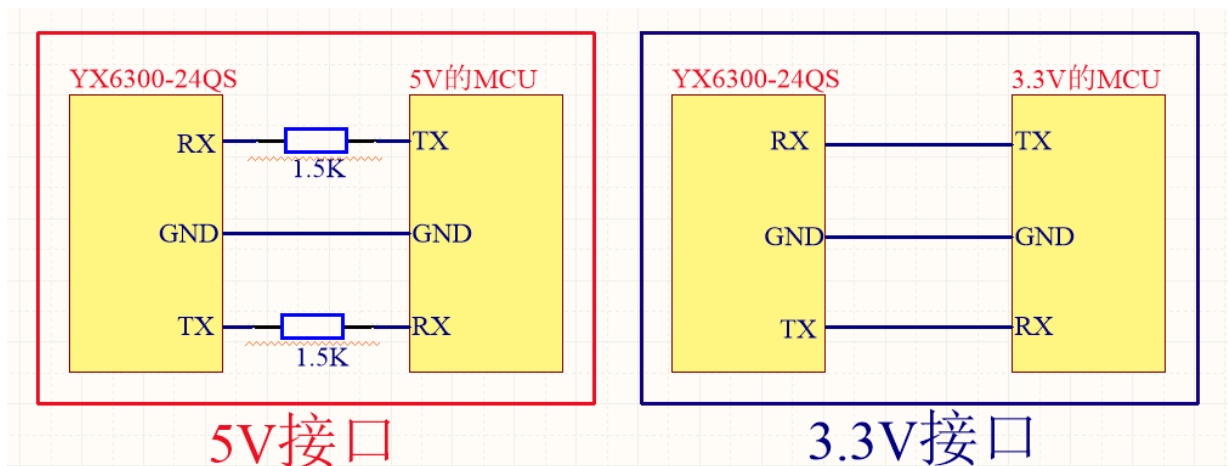 YX6300-24QS
5V的MCU
RX
TX
1.5K
GND
GND
TX
RX
1.5K
5V接口
YX6300-24QS
3.3V的MCU
RX
TX
GND
GND
TX
RX
3.3V接口